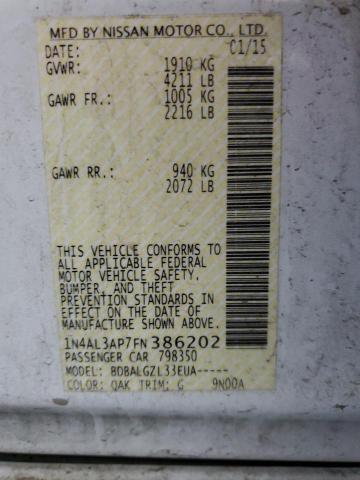 MFD BY NISSAN MOTOR CO., LTD.
DATE: 01/15
GVWR: 1910 KG
4211 LB
GAWR FR.: 1005 KG
2216 LB
GAWR RR.: 940 KG
2072 LB
THIS VEHICLE CONFORMS TO
ALL APPLICABLE FEDERAL
MOTOR VEHICLE SAFETY,
BUMPER, AND THEFT
PREVENTION STANDARDS IN
EFFECT ON THE DATE OF
MANUFACTURE SHOWN ABOVE.
1N4AL3AP7FN386202
PASSENGER CAR 798350
MODEL: BDBALGZL33EUA-----
COLOR: QAK TRIM: G 9N00A